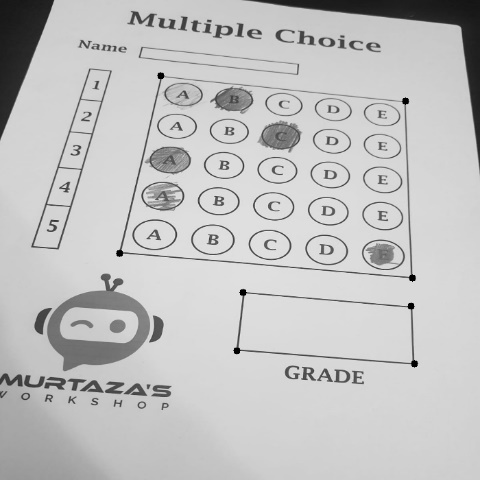 Multiple Choice
Name
1 A B C D E
2 A B C D E
3 A B C D E
4 A B C D E
5 A B C D E
GRADE
MURTAZA'S
WORKSHOP